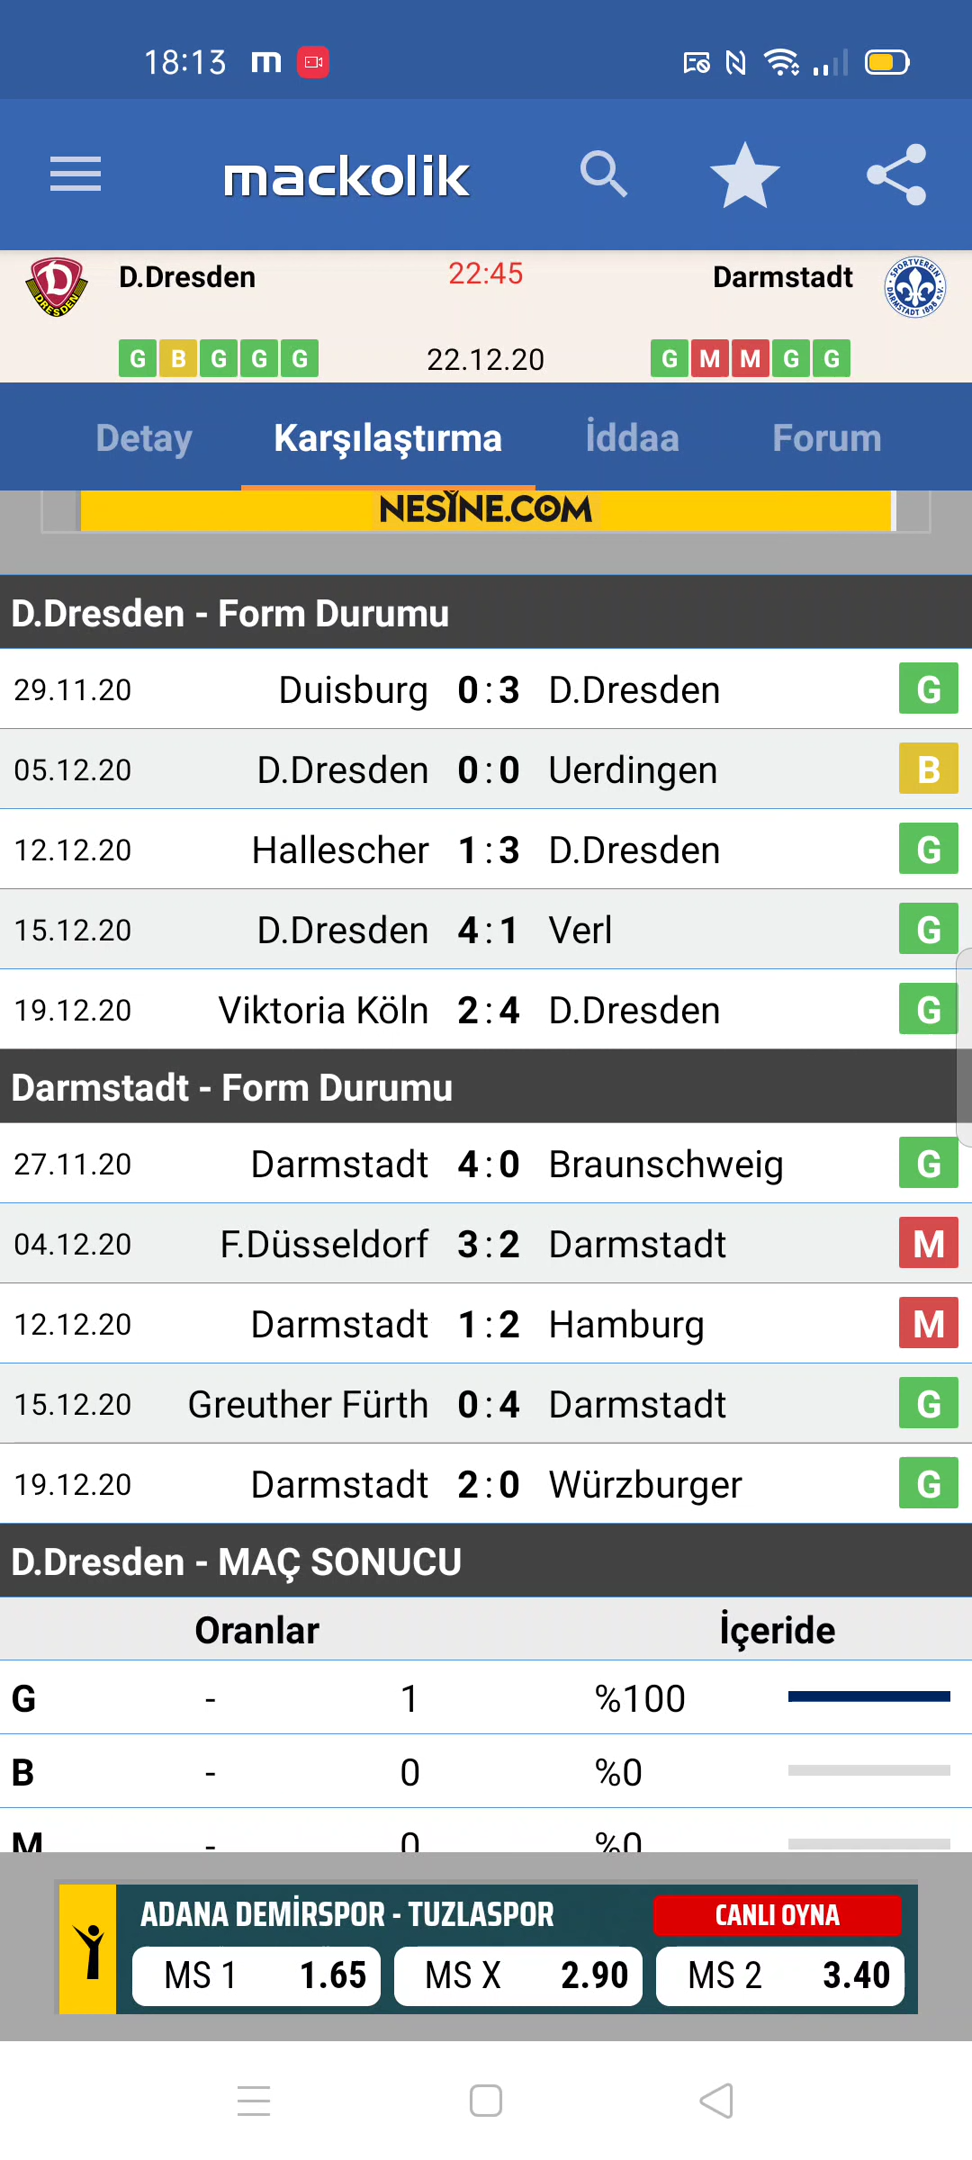 18:13 m
mackolik
D.Dresden 22:45 Darmstadt
G B G G G 22.12.20 G M M G G
Detay Karşılaştırma İddaa Forum
NESİNE.COM
D.Dresden - Form Durumu
29.11.20 Duisburg 0 : 3 D.Dresden G
05.12.20 D.Dresden 0 : 0 Uerdingen B
12.12.20 Hallescher 1 : 3 D.Dresden G
15.12.20 D.Dresden 4 : 1 Verl G
19.12.20 Viktoria Köln 2 : 4 D.Dresden G
Darmstadt - Form Durumu
27.11.20 Darmstadt 4 : 0 Braunschweig G
04.12.20 F.Düsseldorf 3 : 2 Darmstadt M
12.12.20 Darmstadt 1 : 2 Hamburg M
15.12.20 Greuther Fürth 0 : 4 Darmstadt G
19.12.20 Darmstadt 2 : 0 Würzburger G
D.Dresden - MAÇ SONUCU
Oranlar İçeride
G - 1 %100
B - 0 %0
M - 0 %0
ADANA DEMİRSPOR - TUZLASPOR CANLI OYNA
MS 1 1.65 MS X 2.90 MS 2 3.40